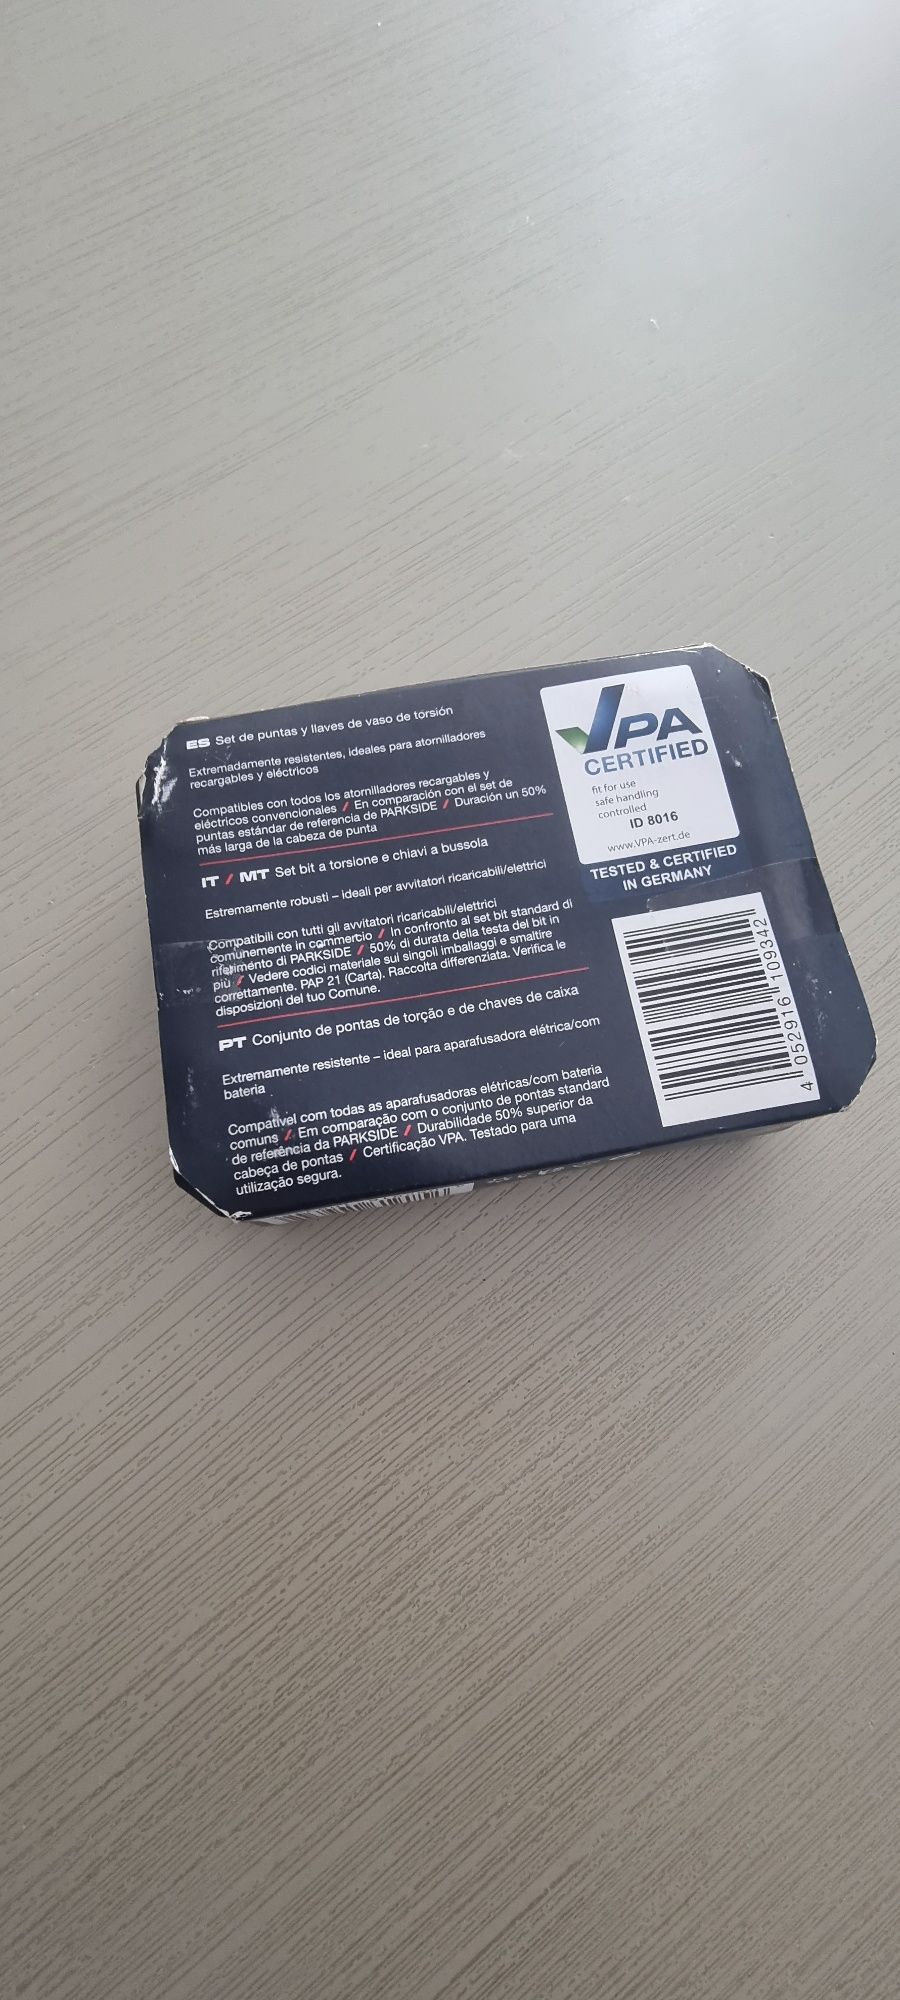 ES Set de puntas y llaves de vaso de torsión
Extremadamente resistentes, ideales para atornilladores
recargables y eléctricos
Compatibles con todos los atornilladores recargables y
eléctricos convencionales / En comparación con el set de
puntas estándar de referencia de PARKSIDE / Duración un 50%
más larga de la cabeza de punta
IT / MT Set bit a torsione e chiavi a bussola
Estremamente robusti – ideali per avvitatori ricaricabili/elettrici
Compatibili con tutti gli avvitatori ricaricabili/elettrici
comunemente in commercio / In confronto al set bit standard di
riferimento di PARKSIDE / 50% di durata della testa del bit in
più / Vedere codici materiale sui singoli imballaggi e smaltire
correttamente. PAP 21 (Carta). Raccolta differenziata. Verifica le
disposizioni del tuo Comune.
PT Conjunto de pontas de torção e de chaves de caixa
Extremamente resistente – ideal para aparafusadora elétrica/com
bateria
Compatível com todas as aparafusadoras elétricas/com bateria
comuns / Em comparação com o conjunto de pontas standard
de referência da PARKSIDE / Durabilidade 50% superior da
cabeça de pontas / Certificação VPA. Testado para uma
utilização segura.
VPA
CERTIFIED
fit for use
safe handling
controlled
ID 8016
www.VPA-zert.de
TESTED & CERTIFIED
IN GERMANY
4 052916 109342